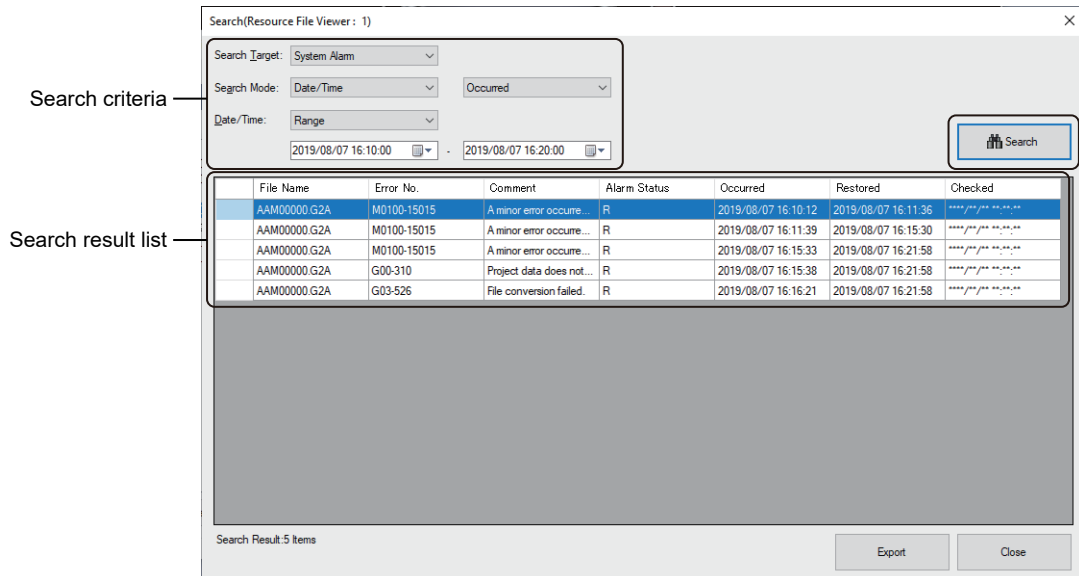 Search(Resource File Viewer : 1)
Search Target: System Alarm
Search criteria
Search Mode: Date/Time Occurred
Date/Time: Range
2019/08/07 16:10:00 - 2019/08/07 16:20:00
Search
Search result list
File Name Error No. Comment Alarm Status Occurred Restored Checked
AAM00000.G2A M0100-15015 A minor error occurre... R 2019/08/07 16:10:12 2019/08/07 16:11:36 ****/**/** **:**:**
AAM00000.G2A M0100-15015 A minor error occurre... R 2019/08/07 16:11:39 2019/08/07 16:15:30 ****/**/** **:**:**
AAM00000.G2A M0100-15015 A minor error occurre... R 2019/08/07 16:15:33 2019/08/07 16:21:58 ****/**/** **:**:**
AAM00000.G2A G00-310 Project data does not... R 2019/08/07 16:15:38 2019/08/07 16:21:58 ****/**/** **:**:**
AAM00000.G2A G03-526 File conversion failed. R 2019/08/07 16:16:21 2019/08/07 16:21:58 ****/**/** **:**:**
Search Result:5 Items
Export Close